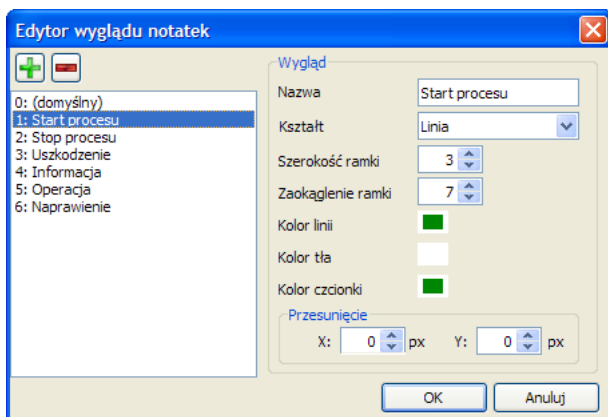 Edytor wyglądu notatek
0: (domyślny)
1: Start procesu
2: Stop procesu
3: Uszkodzenie
4: Informacja
5: Operacja
6: Naprawienie
Wygląd
Nazwa Start procesu
Kształt Linia
Szerokość ramki 3
Zaokąglenie ramki 7
Kolor linii
Kolor tła
Kolor czcionki
Przesunięcie
X: 0 px Y: 0 px
OK Anuluj